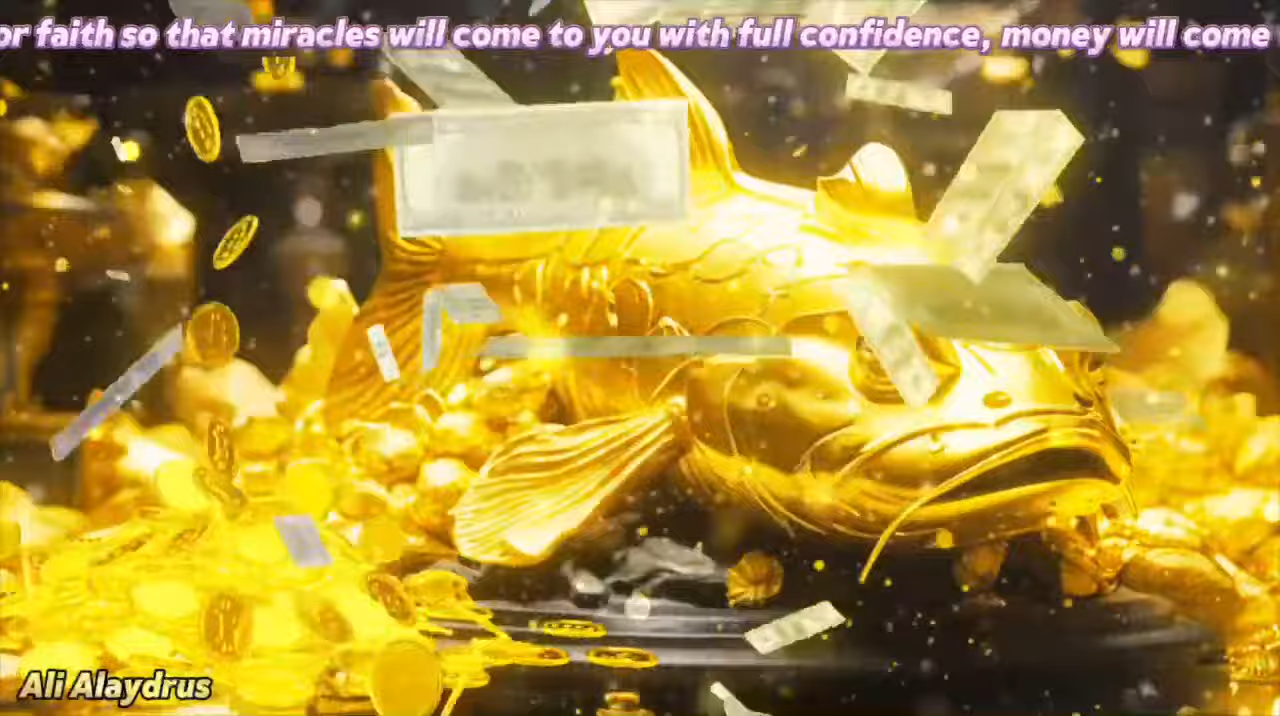 or faith so that miracles will come to you with full confidence, money will come
Ali Alaydrus